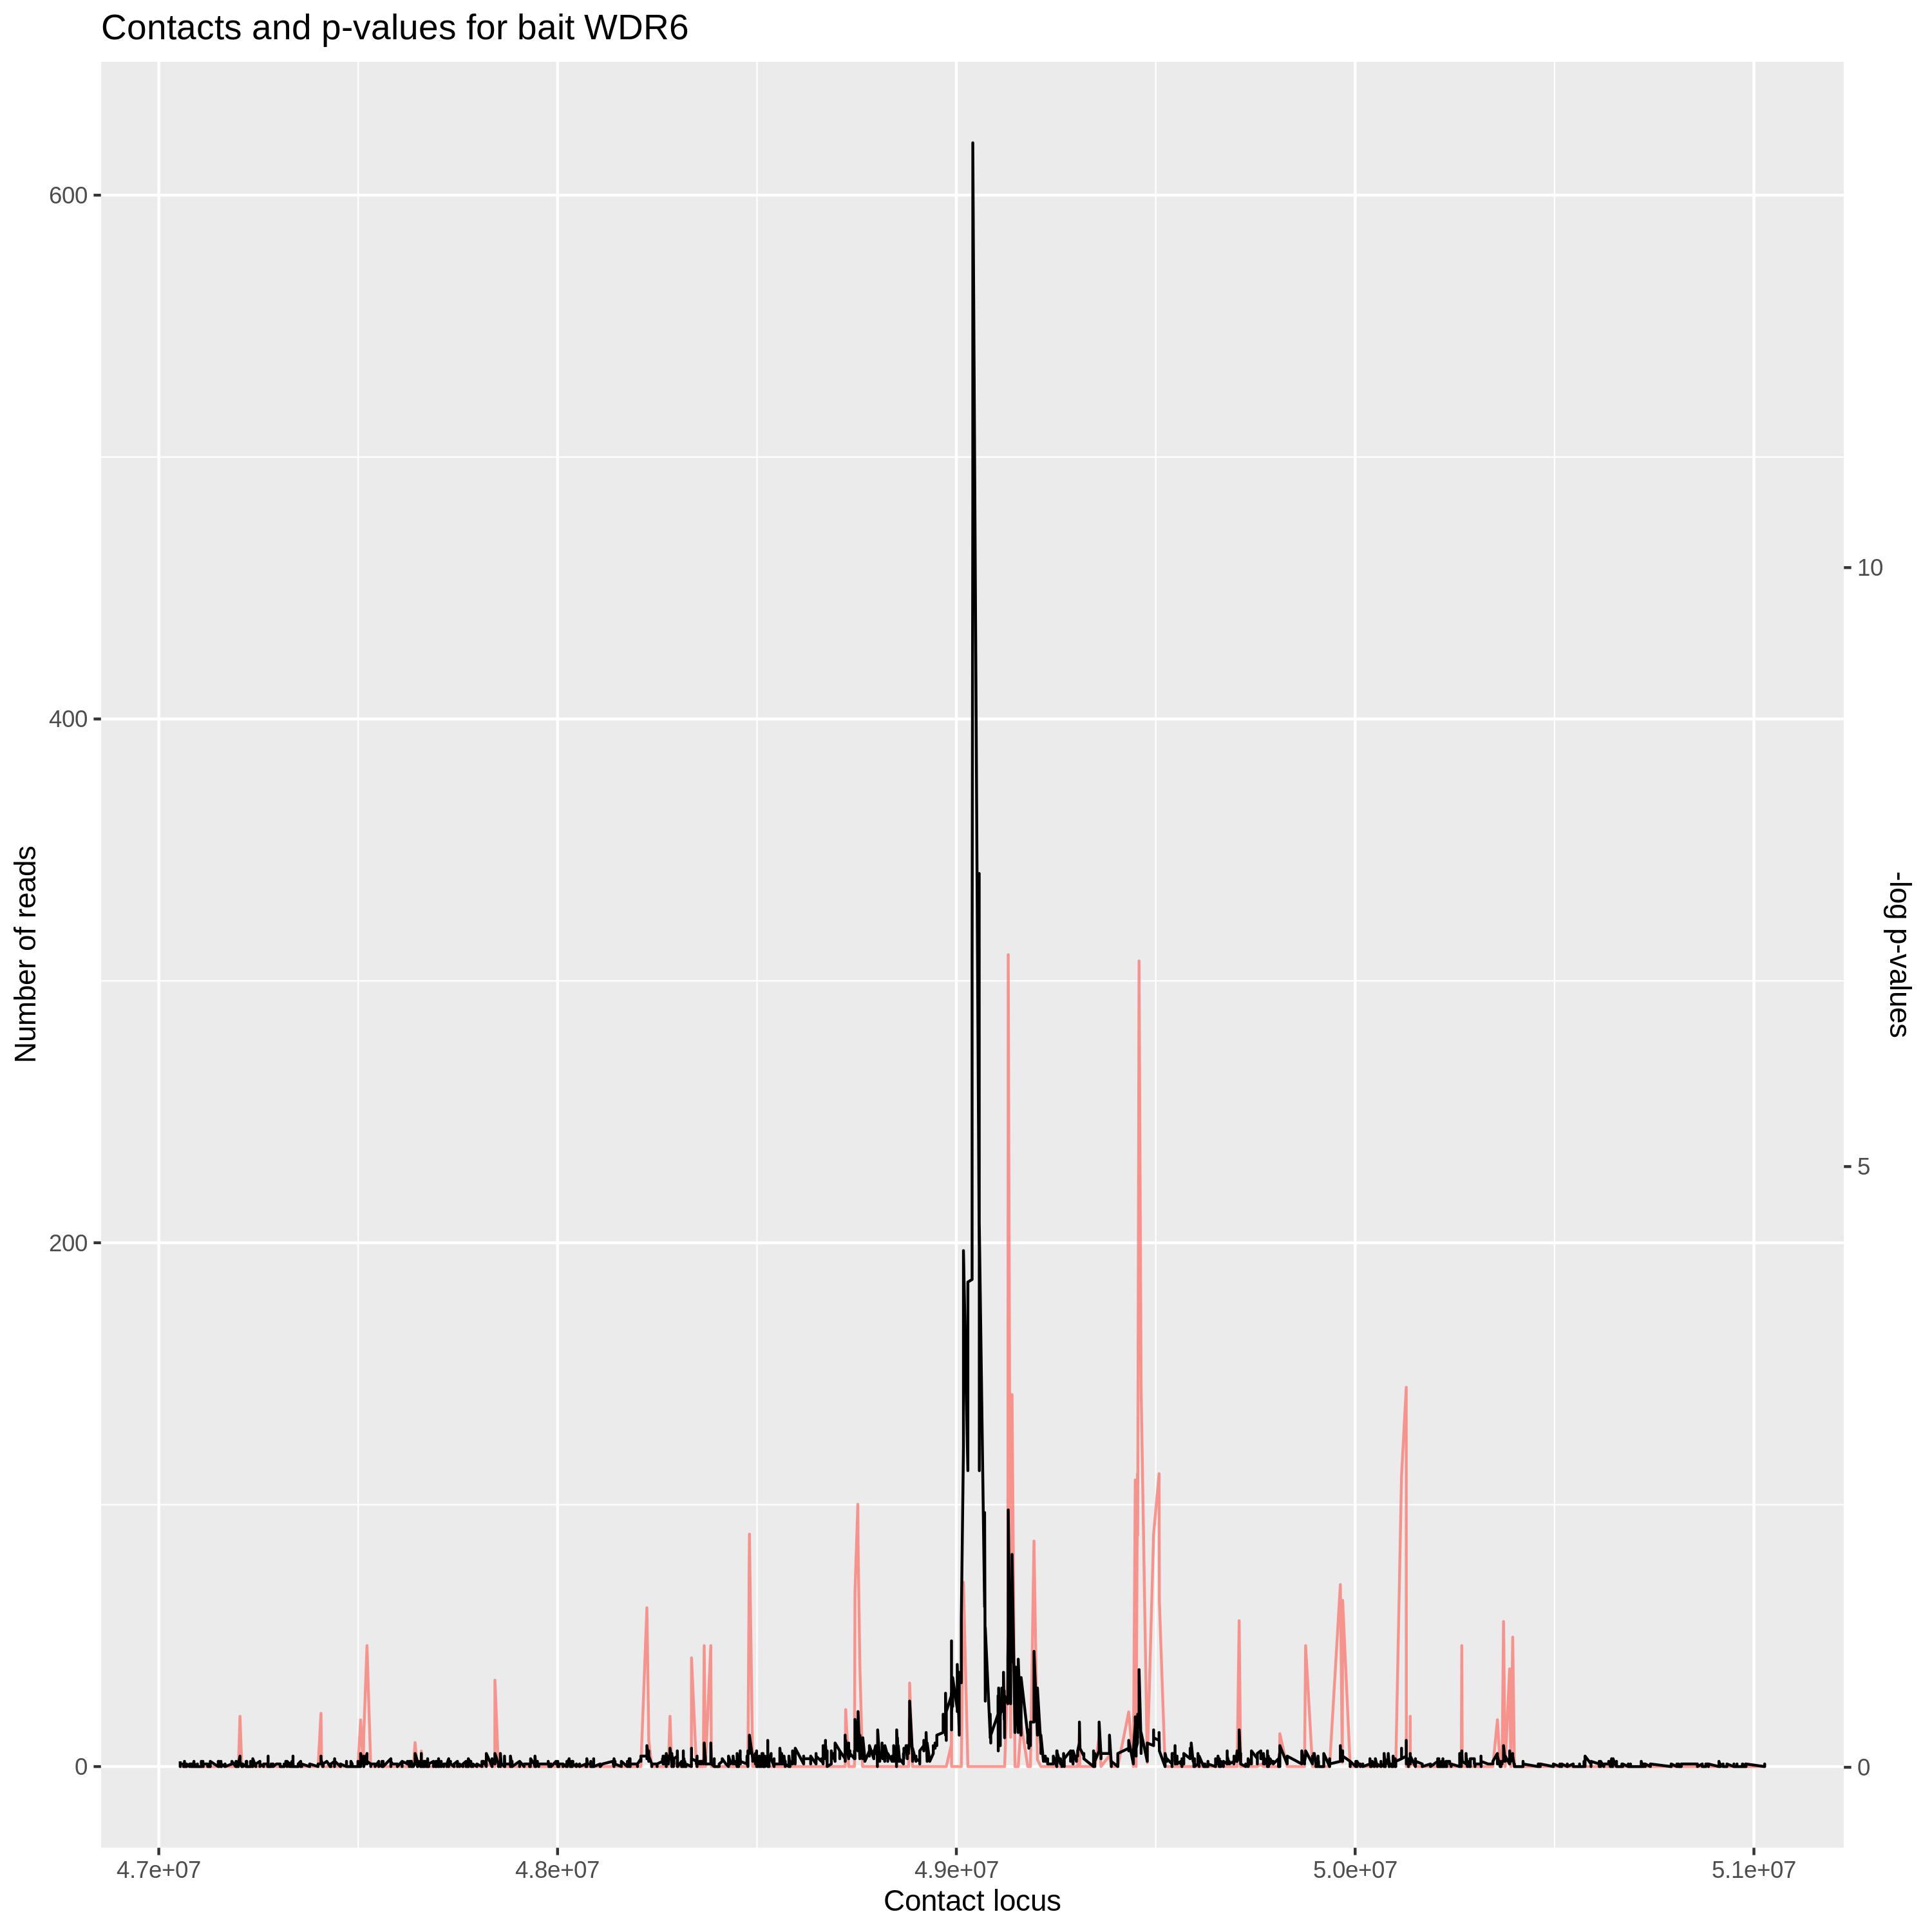 Contacts and p-values for bait WDR6
600
400
200
0
Number of reads
10
5
0
-log p-values
4.7e+07
4.8e+07
4.9e+07
5.0e+07
5.1e+07
Contact locus